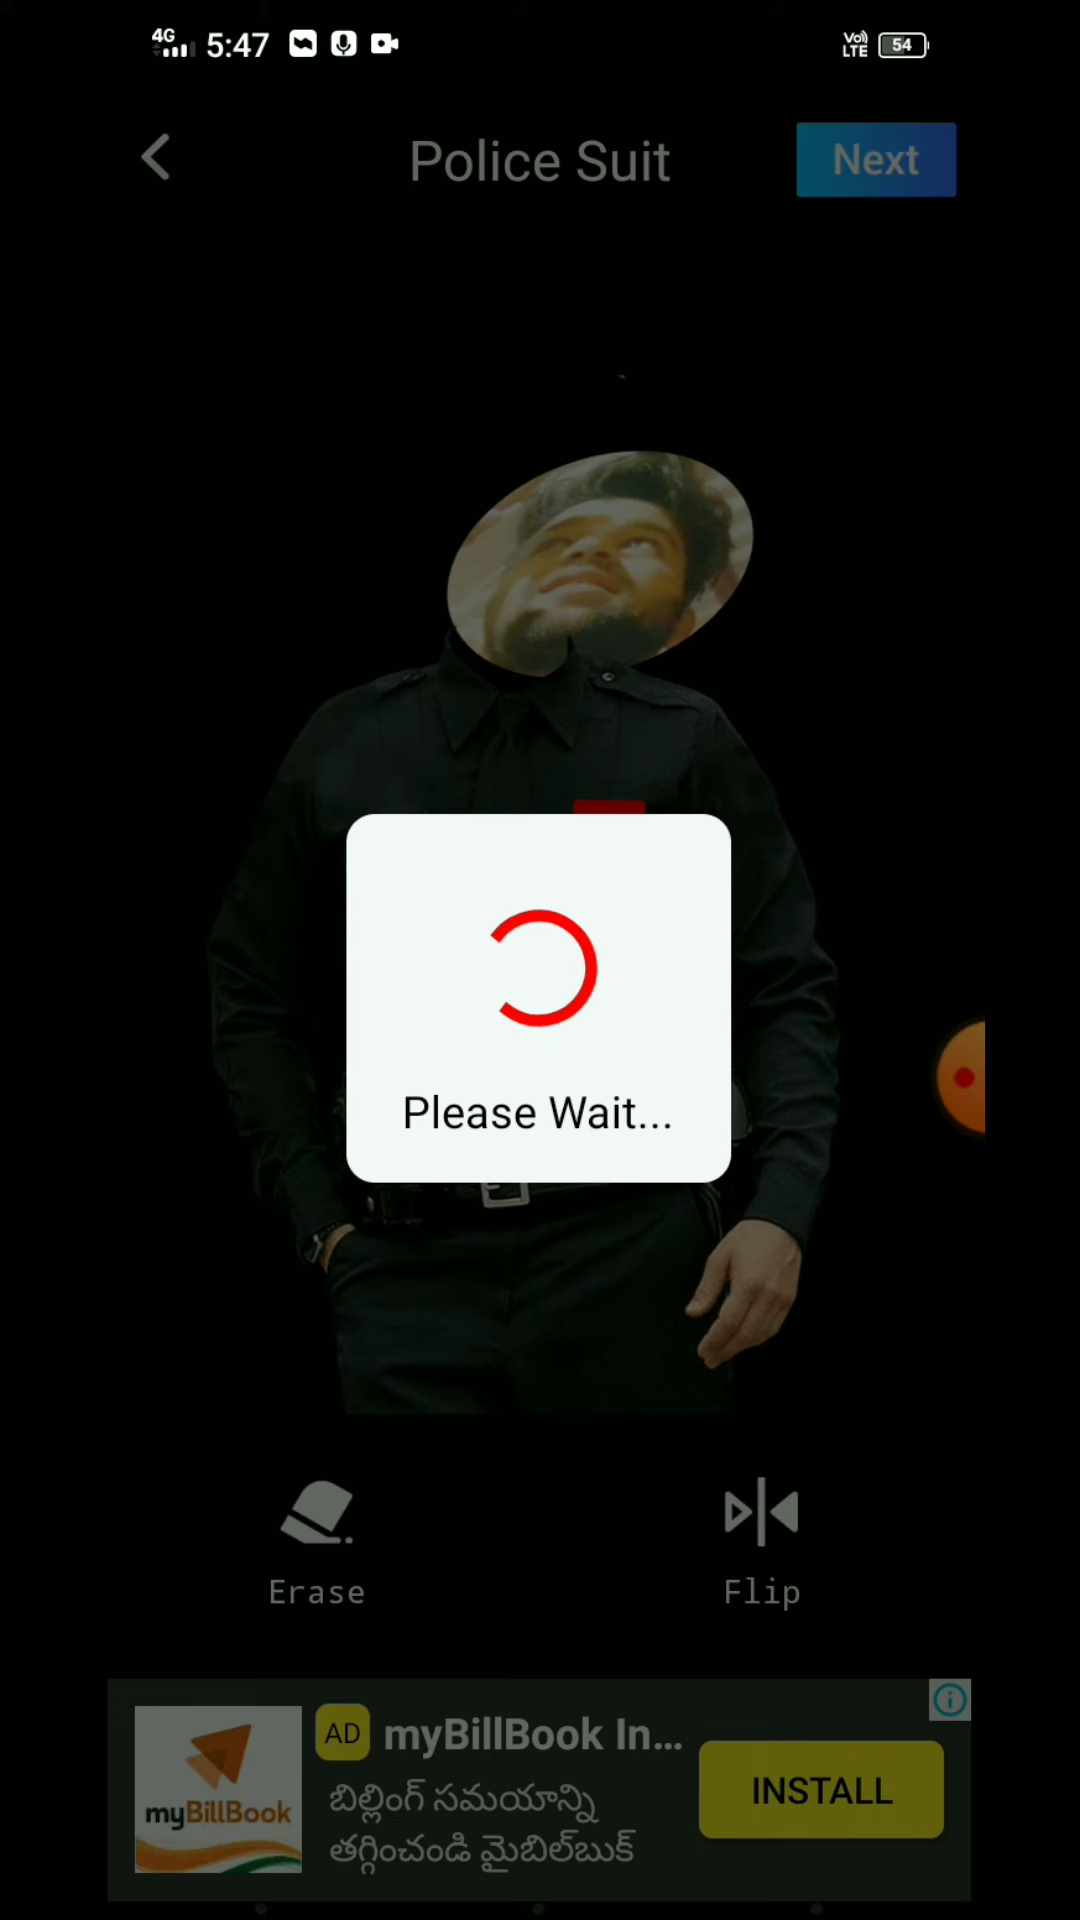 4G 5:47 Vo)) LTE 54
Police Suit
Next
Please Wait...
Erase
Flip
AD myBillBook In...
బిల్లింగ్ సమయాన్ని
తగ్గించండి మైబిల్‌బుక్
INSTALL
myBillBook